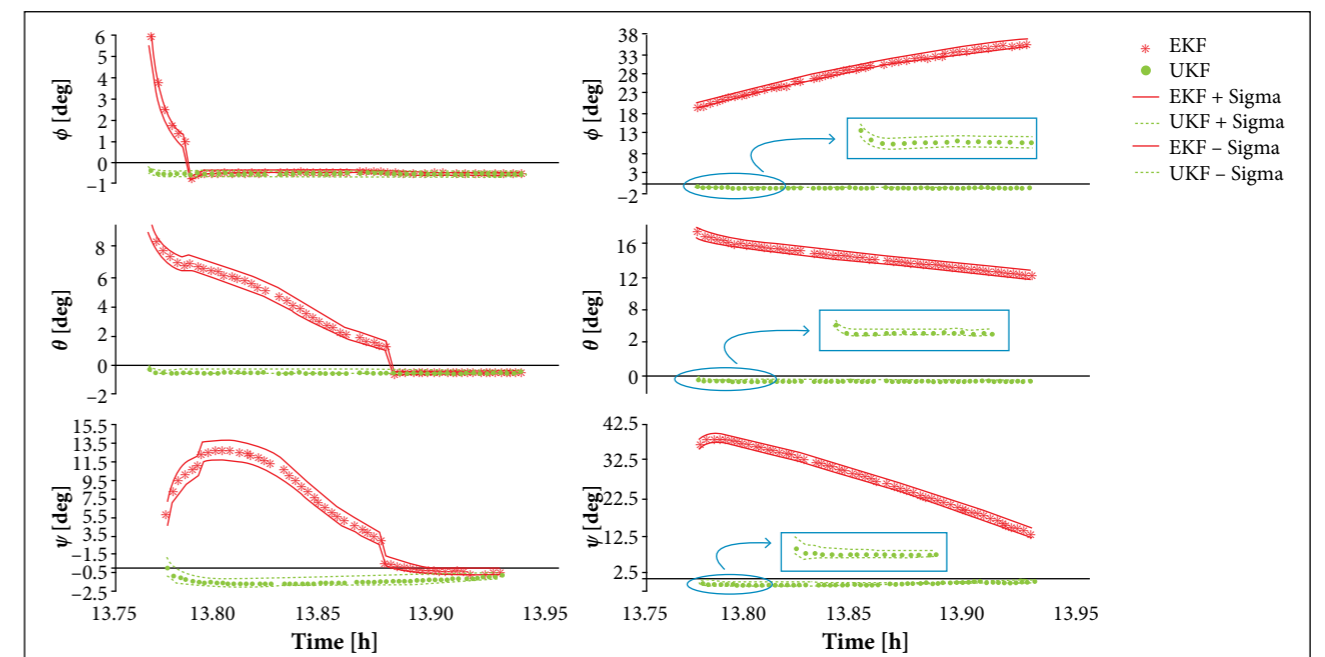 6
5
4
3
2
1
0
−1
ϕ [deg]
38
33
28
23
18
13
8
3
−2
ϕ [deg]
EKF
UKF
EKF + Sigma
UKF + Sigma
EKF – Sigma
UKF – Sigma
8
6
4
2
0
−2
θ [deg]
16
12
8
2
0
θ [deg]
15.5
13.5
11.5
9.5
7.5
5.5
3.5
−1.5
−0.5
−2.5
ψ [deg]
42.5
32.5
22.5
12.5
2.5
ψ [deg]
13.75 13.80 13.85 13.90 13.95
Time [h]
13.75 13.80 13.85 13.90 13.95
Time [h]